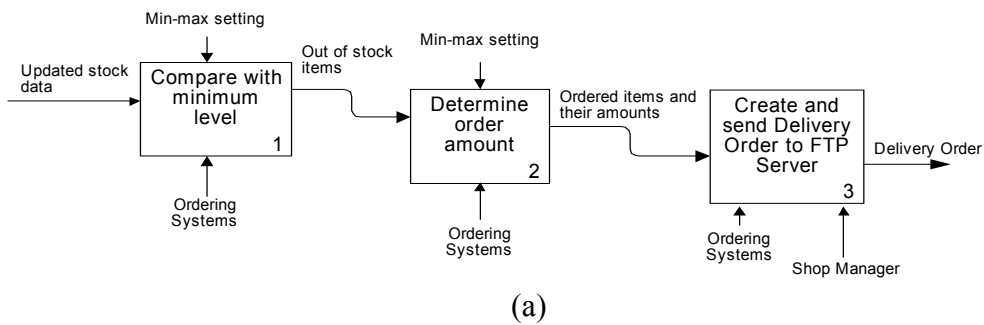 Min-max setting
Updated stock
data
Compare with
minimum
level
1
Ordering
Systems
Out of stock
items
Min-max setting
Determine
order
amount
2
Ordering
Systems
Ordered items and
their amounts
Create and
send Delivery
Order to FTP
Server
3
Ordering
Systems
Shop Manager
Delivery Order
(a)